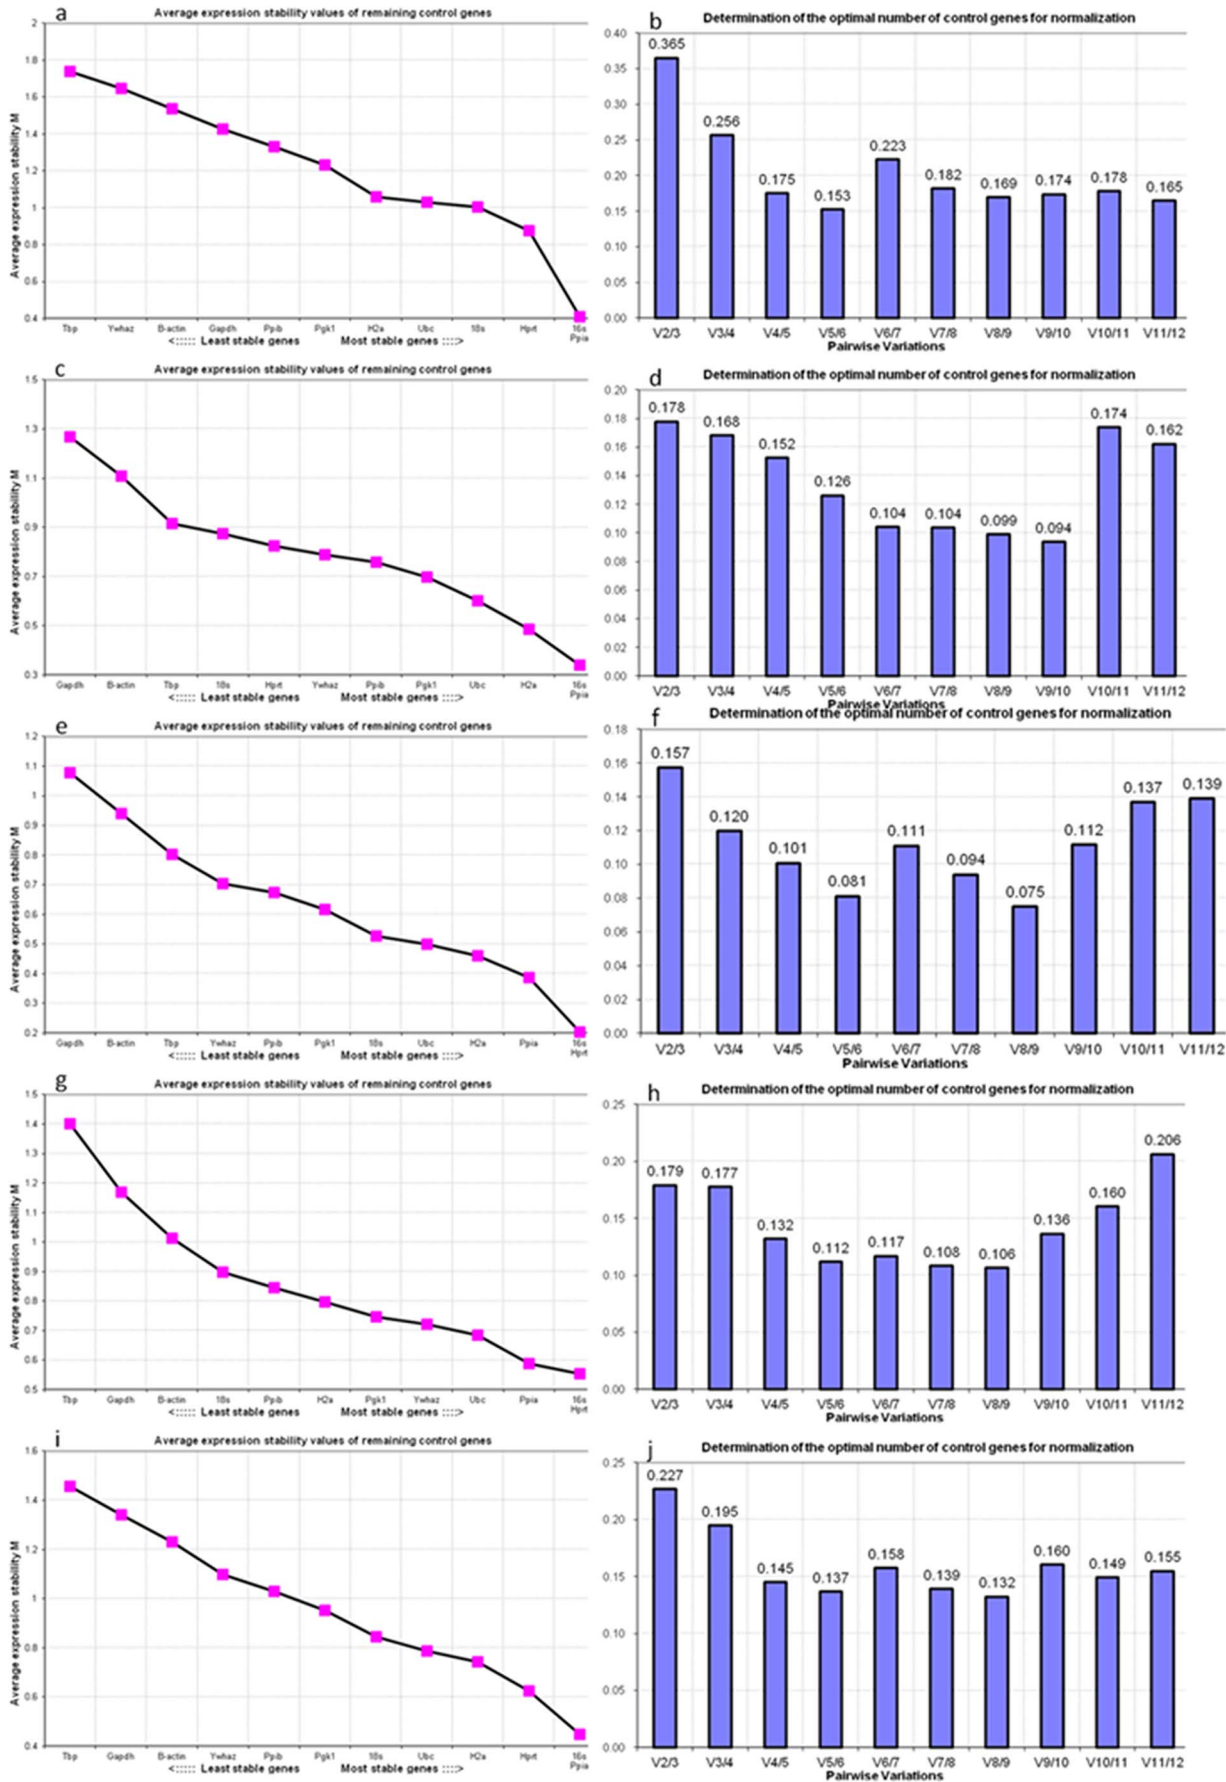 a
Average expression stability values of remaining control genes
Average expression stability M
2
1.8
1.6
1.4
1.2
1
0.8
0.6
0.4
Tbp Ywhaz B-actin Gapdh Ppib Pgk1 H2a Ubc 18s Hprt 16s
Ppia
<::::: Least stable genes Most stable genes ::::>
b
Determination of the optimal number of control genes for normalization
0.40
0.35
0.30
0.25
0.20
0.15
0.10
0.05
0.00
0.365 0.256 0.175 0.153 0.223 0.182 0.169 0.174 0.178 0.165
V2/3 V3/4 V4/5 V5/6 V6/7 V7/8 V8/9 V9/10 V10/11 V11/12
Pairwise Variations
c
Average expression stability values of remaining control genes
Average expression stability M
1.5
1.3
1.1
0.9
0.7
0.5
0.3
Gapdh B-actin Tbp 18s Hprt Ywhaz Ppib Pgk1 Ubc H2a 16s
Ppia
<::::: Least stable genes Most stable genes ::::>
d
Determination of the optimal number of control genes for normalization
0.20
0.18
0.16
0.14
0.12
0.10
0.08
0.06
0.04
0.02
0.00
0.178 0.168 0.152 0.126 0.104 0.104 0.099 0.094 0.174 0.162
V2/3 V3/4 V4/5 V5/6 V6/7 V7/8 V8/9 V9/10 V10/11 V11/12
Pairwise Variations
e
Average expression stability values of remaining control genes
Average expression stability M
1.2
1.1
1
0.9
0.8
0.7
0.6
0.5
0.4
0.3
0.2
Gapdh B-actin Tbp Ywhaz Ppib Pgk1 18s Ubc H2a Ppia 16s
Hprt
<::::: Least stable genes Most stable genes ::::>
f
Determination of the optimal number of control genes for normalization
0.18
0.16
0.14
0.12
0.10
0.08
0.06
0.04
0.02
0.00
0.157 0.120 0.101 0.081 0.111 0.094 0.075 0.112 0.137 0.139
V2/3 V3/4 V4/5 V5/6 V6/7 V7/8 V8/9 V9/10 V10/11 V11/12
Pairwise Variations
g
Average expression stability values of remaining control genes
Average expression stability M
1.5
1.4
1.3
1.2
1.1
1
0.9
0.8
0.7
0.6
0.5
Tbp Gapdh B-actin 18s Ppib H2a Pgk1 Ywhaz Ubc Ppia 16s
Hprt
<::::: Least stable genes Most stable genes ::::>
h
Determination of the optimal number of control genes for normalization
0.25
0.20
0.15
0.10
0.05
0.00
0.179 0.177 0.132 0.112 0.117 0.108 0.106 0.136 0.160 0.206
V2/3 V3/4 V4/5 V5/6 V6/7 V7/8 V8/9 V9/10 V10/11 V11/12
Pairwise Variations
i
Average expression stability values of remaining control genes
Average expression stability M
1.6
1.4
1.2
1
0.8
0.6
0.4
Tbp Gapdh B-actin Ywhaz Ppib Pgk1 18s Ubc H2a Hprt 16s
Ppia
<::::: Least stable genes Most stable genes ::::>
j
Determination of the optimal number of control genes for normalization
0.25
0.20
0.15
0.10
0.05
0.00
0.227 0.195 0.145 0.137 0.158 0.139 0.132 0.160 0.149 0.155
V2/3 V3/4 V4/5 V5/6 V6/7 V7/8 V8/9 V9/10 V10/11 V11/12
Pairwise Variations